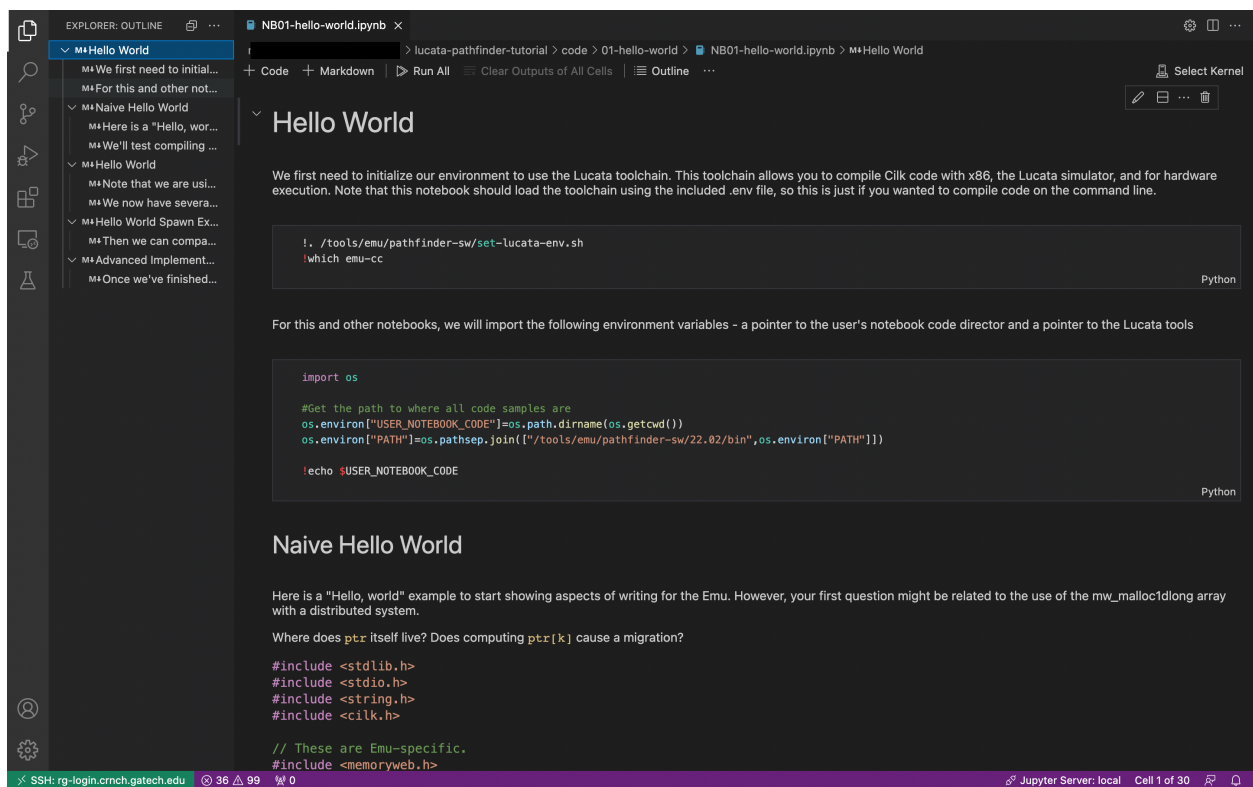 EXPLORER: OUTLINE
NB01-hello-world.ipynb
Hello World
We first need to initial...
For this and other not...
Naive Hello World
Here is a "Hello, wor...
We'll test compiling ...
Hello World
Note that we are usi...
We now have severa...
Hello World Spawn Ex...
Then we can compa...
Advanced Implement...
Once we've finished...
> lucata-pathfinder-tutorial > code > 01-hello-world > NB01-hello-world.ipynb > M↓Hello World
+ Code + Markdown | Run All Clear Outputs of All Cells | Outline ... Select Kernel
Hello World
We first need to initialize our environment to use the Lucata toolchain. This toolchain allows you to compile Cilk code with x86, the Lucata simulator, and for hardware
execution. Note that this notebook should load the toolchain using the included .env file, so this is just if you wanted to compile code on the command line.
!. /tools/emu/pathfinder-sw/set-lucata-env.sh
!which emu-cc
Python
For this and other notebooks, we will import the following environment variables - a pointer to the user's notebook code director and a pointer to the Lucata tools
import os
#Get the path to where all code samples are
os.environ["USER_NOTEBOOK_CODE"]=os.path.dirname(os.getcwd())
os.environ["PATH"]=os.pathsep.join(["/tools/emu/pathfinder-sw/22.02/bin",os.environ["PATH"]])
!echo $USER_NOTEBOOK_CODE
Python
Naive Hello World
Here is a "Hello, world" example to start showing aspects of writing for the Emu. However, your first question might be related to the use of the mw_malloc1dlong array
with a distributed system.
Where does ptr itself live? Does computing ptr[k] cause a migration?
#include <stdlib.h>
#include <stdio.h>
#include <string.h>
#include <cilk.h>
// These are Emu-specific.
#include <memoryweb.h>
SSH: rg-login.crnch.gatech.edu 36 99 0 Jupyter Server: local Cell 1 of 30